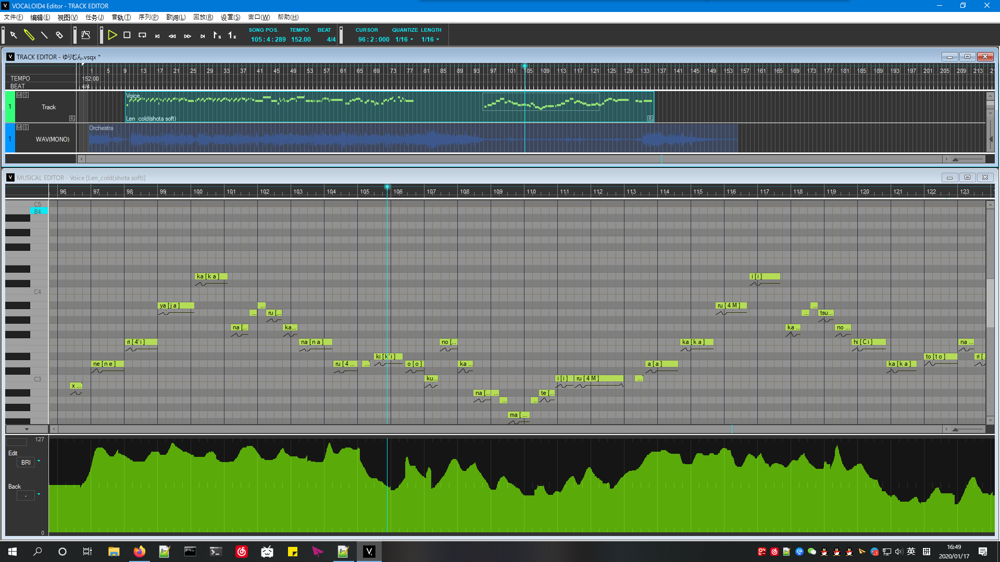 VOCALOID4 Editor - TRACK EDITOR
文件(F) 编辑(E) 视图(V) 任务(J) 音轨(T) 序列(P) 歌词(L) 回放(R) 设置(S) 窗口(W) 帮助(H)
SONG POS. TEMPO BEAT CURSOR QUANTIZE LENGTH
105 : 4 : 289 152.00 4/4 96 : 2 : 000 1/16 1/16
TRACK EDITOR - ゆりむん.vsqx *
1 5 9 13 17 21 25 29 33 37 41 45 49 53 57 61 65 69 73 77 81 85 89 93 97 101 105 109 113 117 121 125 129 133 137 141 145 149 153 157 161 165 169 173 177 181 185 189 193 197 201 205 209 213
TEMPO 152.00
BEAT 4/4
M S Voice
1 Track
R Len_cold(shota soft) R
M S Orchestra
1 WAV(MONO)
MUSICAL EDITOR - Voice [Len_cold(shota soft)]
96 97 98 99 100 101 102 103 104 105 106 107 108 109 110 111 112 113 114 115 116 117 118 119 120 121 122 123
C5
B4
ka [ k a ] i [ i ]
C4
ya [ j a ] ... ru [ 4 M ] ...
... ru [... ... tsu...
na [... ka... ka ... no ...
ri [ 4' i ] na [ n a ] no [... ka [ k a ] hi [ C i ] na ...
ki [ k' i ] to [ t o ] ri [
ne [ n e ] ru [ 4 ... ... o [ o ] ka ... a [ a ] ka [ k a ]
C3 ku... i [ i ] ru [ 4 M ] ...
x ...
na [... ... te [...
... ...
ma [ ...
127
Edit
BRI
Back
-
0
英 拼
16:49
2020/01/17